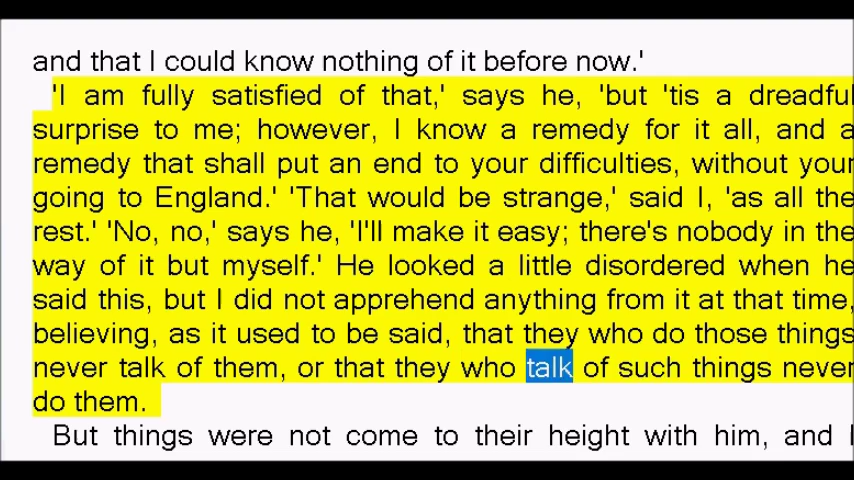 and that I could know nothing of it before now.'
'I am fully satisfied of that,' says he, 'but 'tis a dreadful
surprise to me; however, I know a remedy for it all, and a
remedy that shall put an end to your difficulties, without your
going to England.' 'That would be strange,' said I, 'as all the
rest.' 'No, no,' says he, 'I'll make it easy; there's nobody in the
way of it but myself.' He looked a little disordered when he
said this, but I did not apprehend anything from it at that time,
believing, as it used to be said, that they who do those things
never talk of them, or that they who talk of such things never
do them.
But things were not come to their height with him, and I